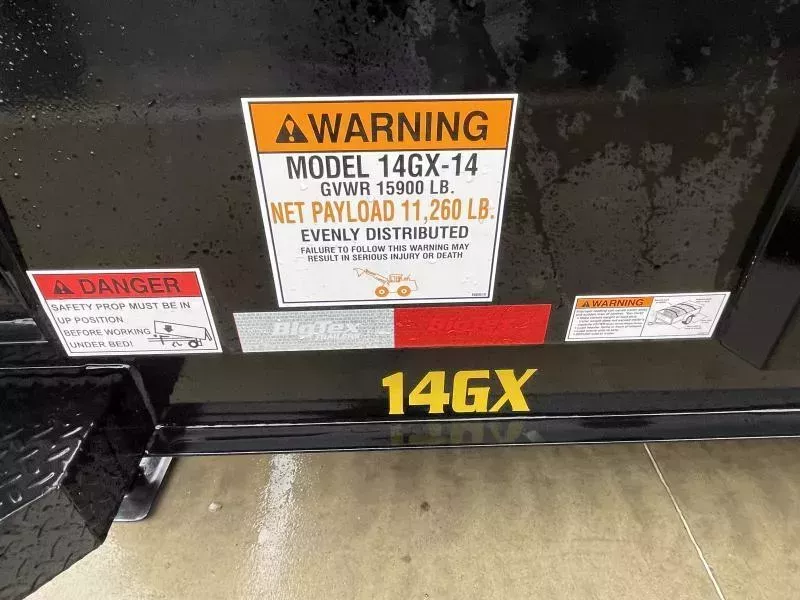 WARNING
MODEL 14GX-14
GVWR 15900 LB.
NET PAYLOAD 11,260 LB.
EVENLY DISTRIBUTED
FAILURE TO FOLLOW THIS WARNING MAY
RESULT IN SERIOUS INJURY OR DEATH
DANGER
SAFETY PROP MUST BE IN
UP POSITION
BEFORE WORKING
UNDER BED!
WARNING
14GX